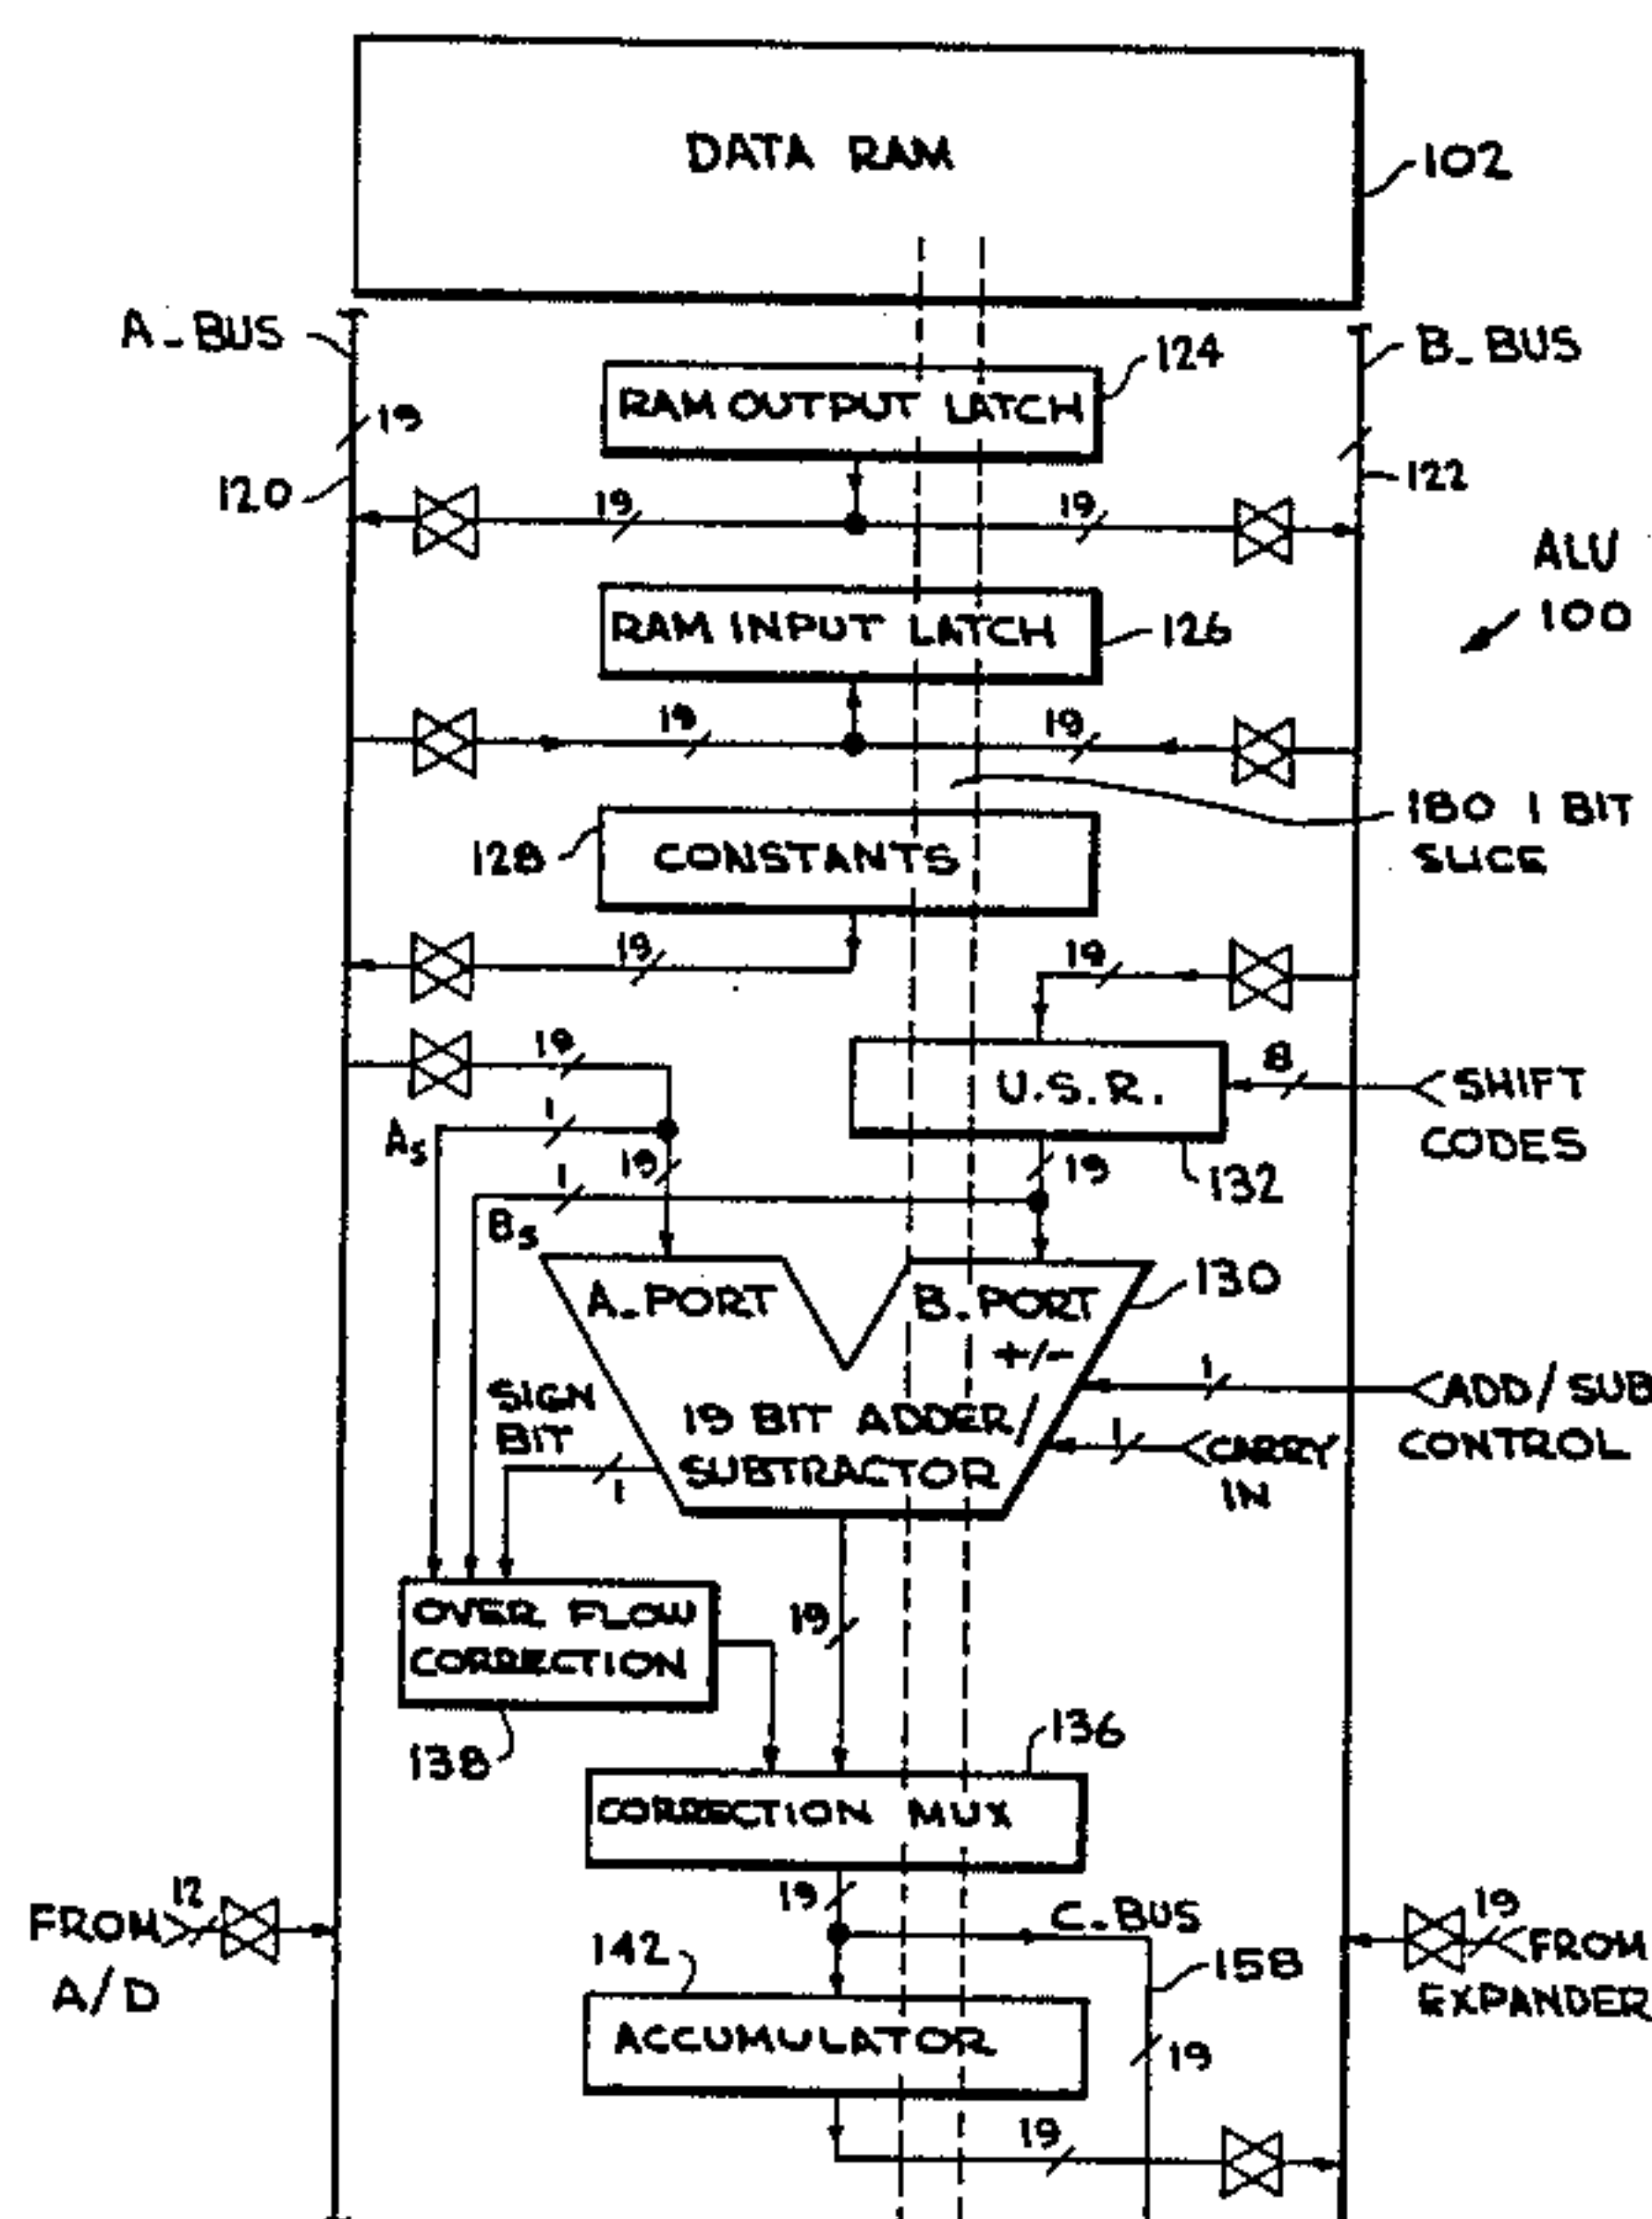 DATA RAM
102
A_BUS
B_BUS
124
RAM OUTPUT LATCH
19
120
122
19
19
ALU
100
RAM INPUT LATCH
126
19
19
180 1 BIT
SLICE
128
CONSTANTS
19
19
19
U.S.R.
8
SHIFT
CODES
1
As
19
19
132
1
Bs
A_PORT
B_PORT
130
+/-
1
ADD/SUB
CONTROL
SIGN
BIT
19 BIT ADDER/
SUBTRACTOR
1
CARRY
IN
1
OVER FLOW
CORRECTION
19
138
136
CORRECTION MUX
FROM
A/D
12
19
C_BUS
19
FROM
EXPANDER
142
158
ACCUMULATOR
19
19